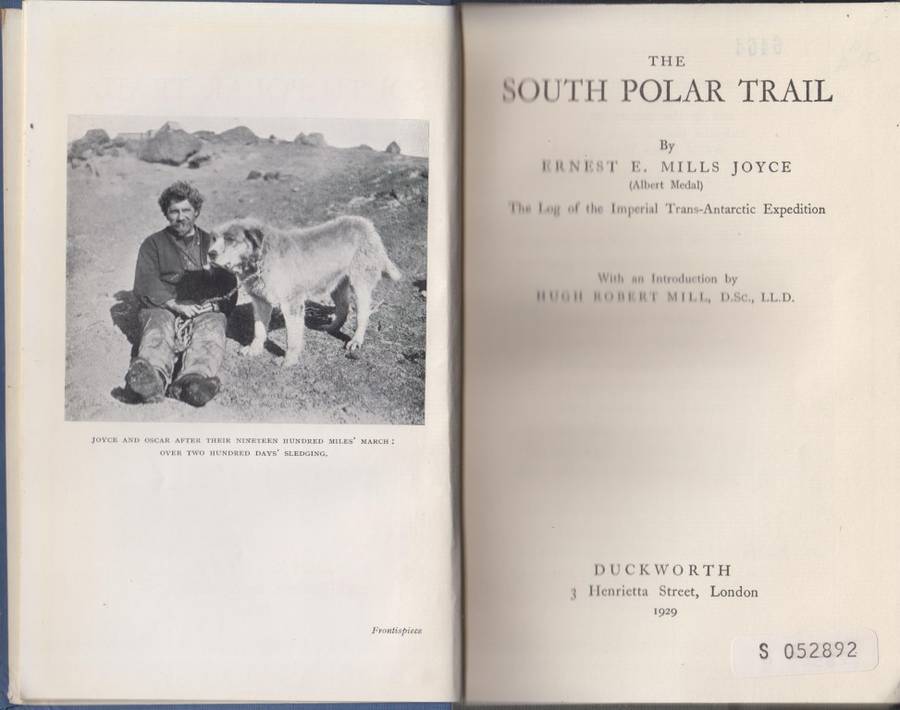 JOYCE AND OSCAR AFTER THEIR NINETEEN HUNDRED MILES' MARCH ;
OVER TWO HUNDRED DAYS' SLEDGING.
Frontispiece
THE
SOUTH POLAR TRAIL
By
ERNEST E. MILLS JOYCE
(Albert Medal)
The Log of the Imperial Trans-Antarctic Expedition
With an Introduction by
HUGH ROBERT MILL, D.Sc., LL.D.
DUCKWORTH
3 Henrietta Street, London
1929
S 052892